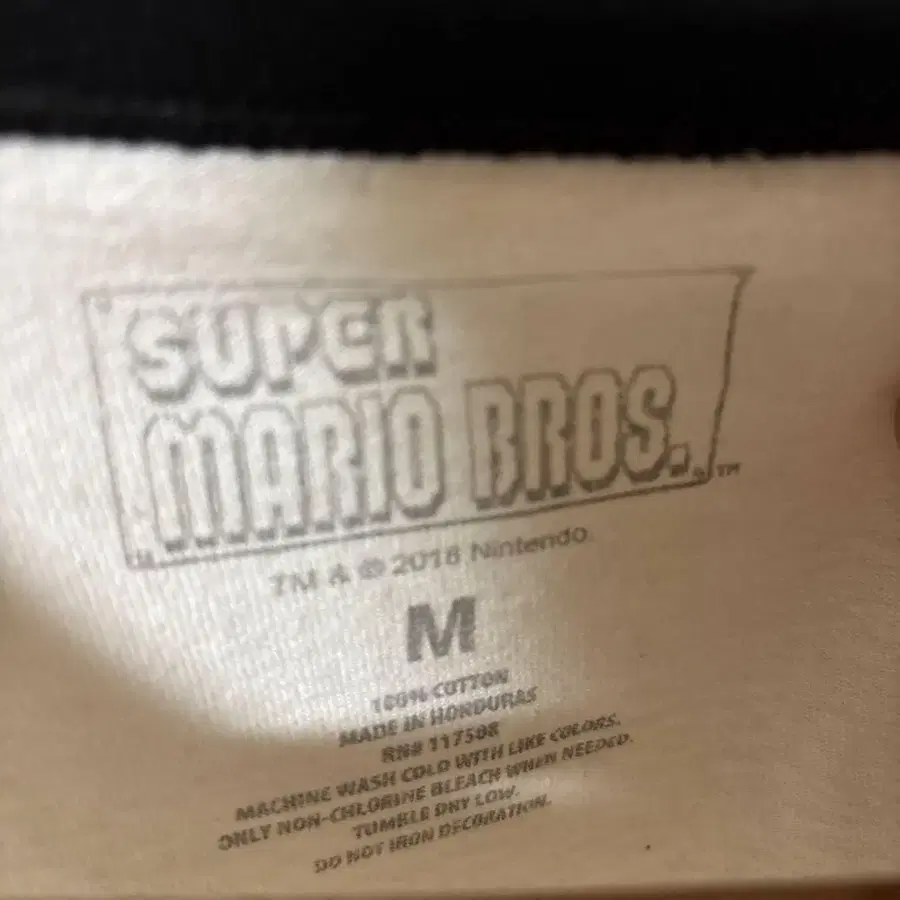 SUPER
MARIO BROS.™
TM & © 2018 Nintendo.
M
100% COTTON
MADE IN HONDURAS
RN# 117508
MACHINE WASH COLD WITH LIKE COLORS.
ONLY NON-CHLORINE BLEACH WHEN NEEDED.
TUMBLE DRY LOW.
DO NOT IRON DECORATION.